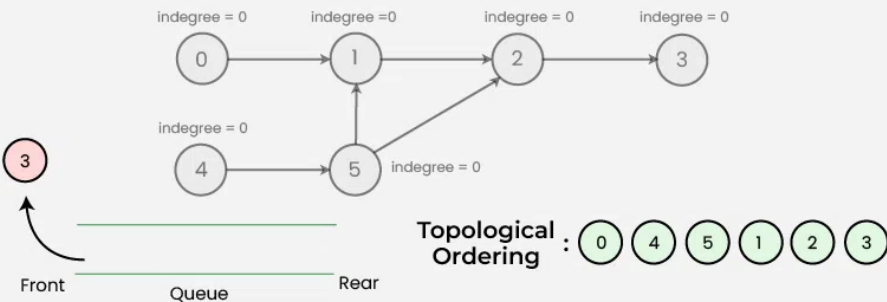 indegree = 0
indegree =0
indegree = 0
indegree = 0
0
1
2
3
indegree = 0
3
4
5
indegree = 0
Topological
Ordering
:
0 4 5 1 2 3
Front
Queue
Rear